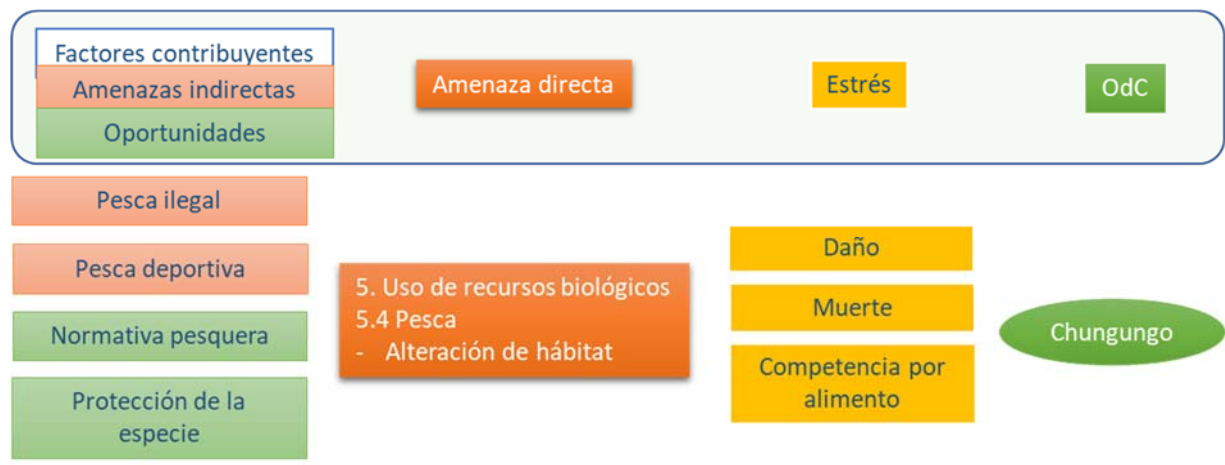 Factores contribuyentes
Amenazas indirectas
Oportunidades
Amenaza directa
Estrés
OdC
Pesca ilegal
Pesca deportiva
Normativa pesquera
Protección de la
especie
5. Uso de recursos biológicos
5.4 Pesca
- Alteración de hábitat
Daño
Muerte
Competencia por
alimento
Chungungo